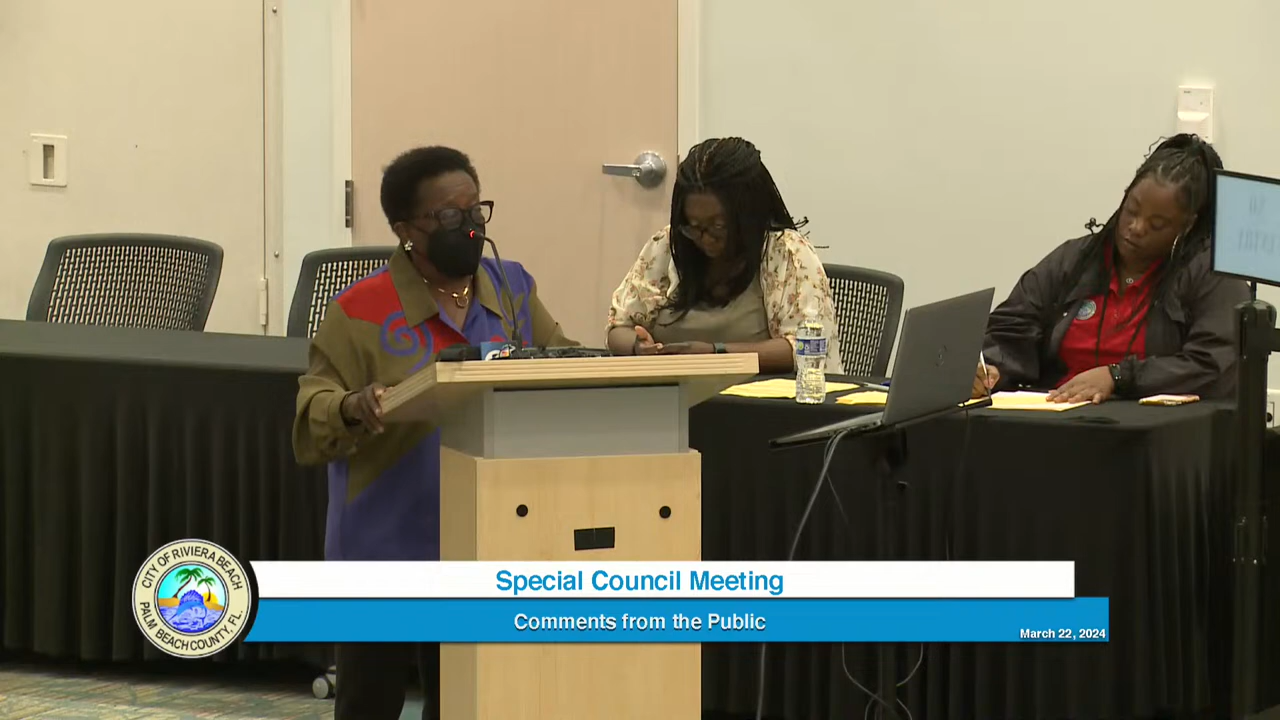 Special Council Meeting
Comments from the Public
March 22, 2024
CITY OF RIVIERA BEACH
PALM BEACH COUNTY, FL.